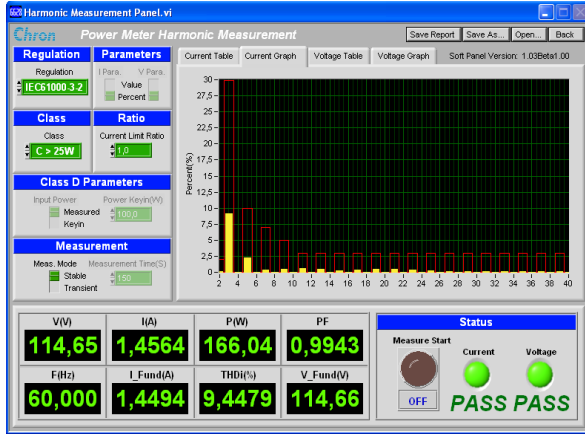 6620 Harmonic Measurement Panel.vi
Chron Power Meter Harmonic Measurement
Save Report Save As... Open... Back
Regulation Parameters
Current Table Current Graph Voltage Table Voltage Graph Soft Panel Version: 1.03Beta1.00
Regulation
IEC61000-3-2
I Para. V Para.
Value
Percent
Class Ratio
Class
C > 25W
Current Limit Ratio
1,0
Class D Parameters
Input Power Power Keyin(W)
Measured 100,0
Keyin
Measurement
Meas. Mode Measurement Time(S)
Stable 150
Transient
Percent(%)
30
27,5
25
22,5
20
17,5
15
12,5
10
7,5
5
2,5
0
2 4 6 8 10 12 14 16 18 20 22 24 26 28 30 32 34 36 38 40
V(V) I(A) P(W) PF
114,65 1,4564 166,04 0,9943
F(Hz) I_Fund(A) THDi(%) V_Fund(V)
60,000 1,4494 9,4479 114,66
Status
Measure Start
Current Voltage
OFF
PASS PASS